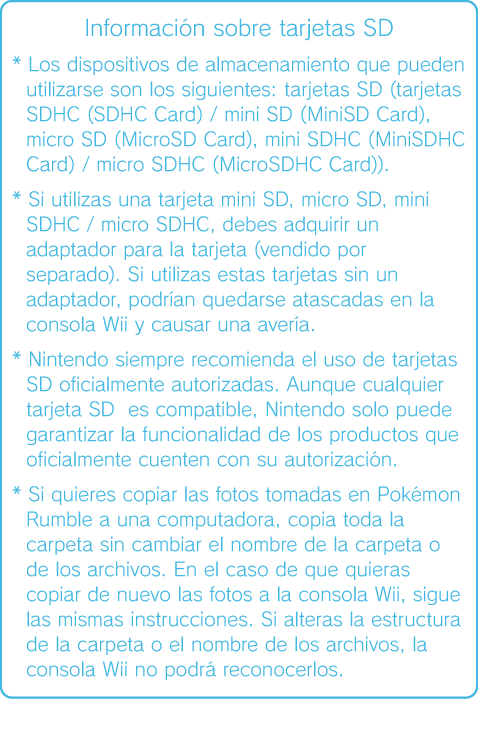 Información sobre tarjetas SD
* Los dispositivos de almacenamiento que pueden
utilizarse son los siguientes: tarjetas SD (tarjetas
SDHC (SDHC Card) / mini SD (MiniSD Card),
micro SD (MicroSD Card), mini SDHC (MiniSDHC
Card) / micro SDHC (MicroSDHC Card)).
* Si utilizas una tarjeta mini SD, micro SD, mini
SDHC / micro SDHC, debes adquirir un
adaptador para la tarjeta (vendido por
separado). Si utilizas estas tarjetas sin un
adaptador, podrían quedarse atascadas en la
consola Wii y causar una avería.
* Nintendo siempre recomienda el uso de tarjetas
SD oficialmente autorizadas. Aunque cualquier
tarjeta SD  es compatible, Nintendo solo puede
garantizar la funcionalidad de los productos que
oficialmente cuenten con su autorización.
* Si quieres copiar las fotos tomadas en Pokémon
Rumble a una computadora, copia toda la
carpeta sin cambiar el nombre de la carpeta o
de los archivos. En el caso de que quieras
copiar de nuevo las fotos a la consola Wii, sigue
las mismas instrucciones. Si alteras la estructura
de la carpeta o el nombre de los archivos, la
consola Wii no podrá reconocerlos.